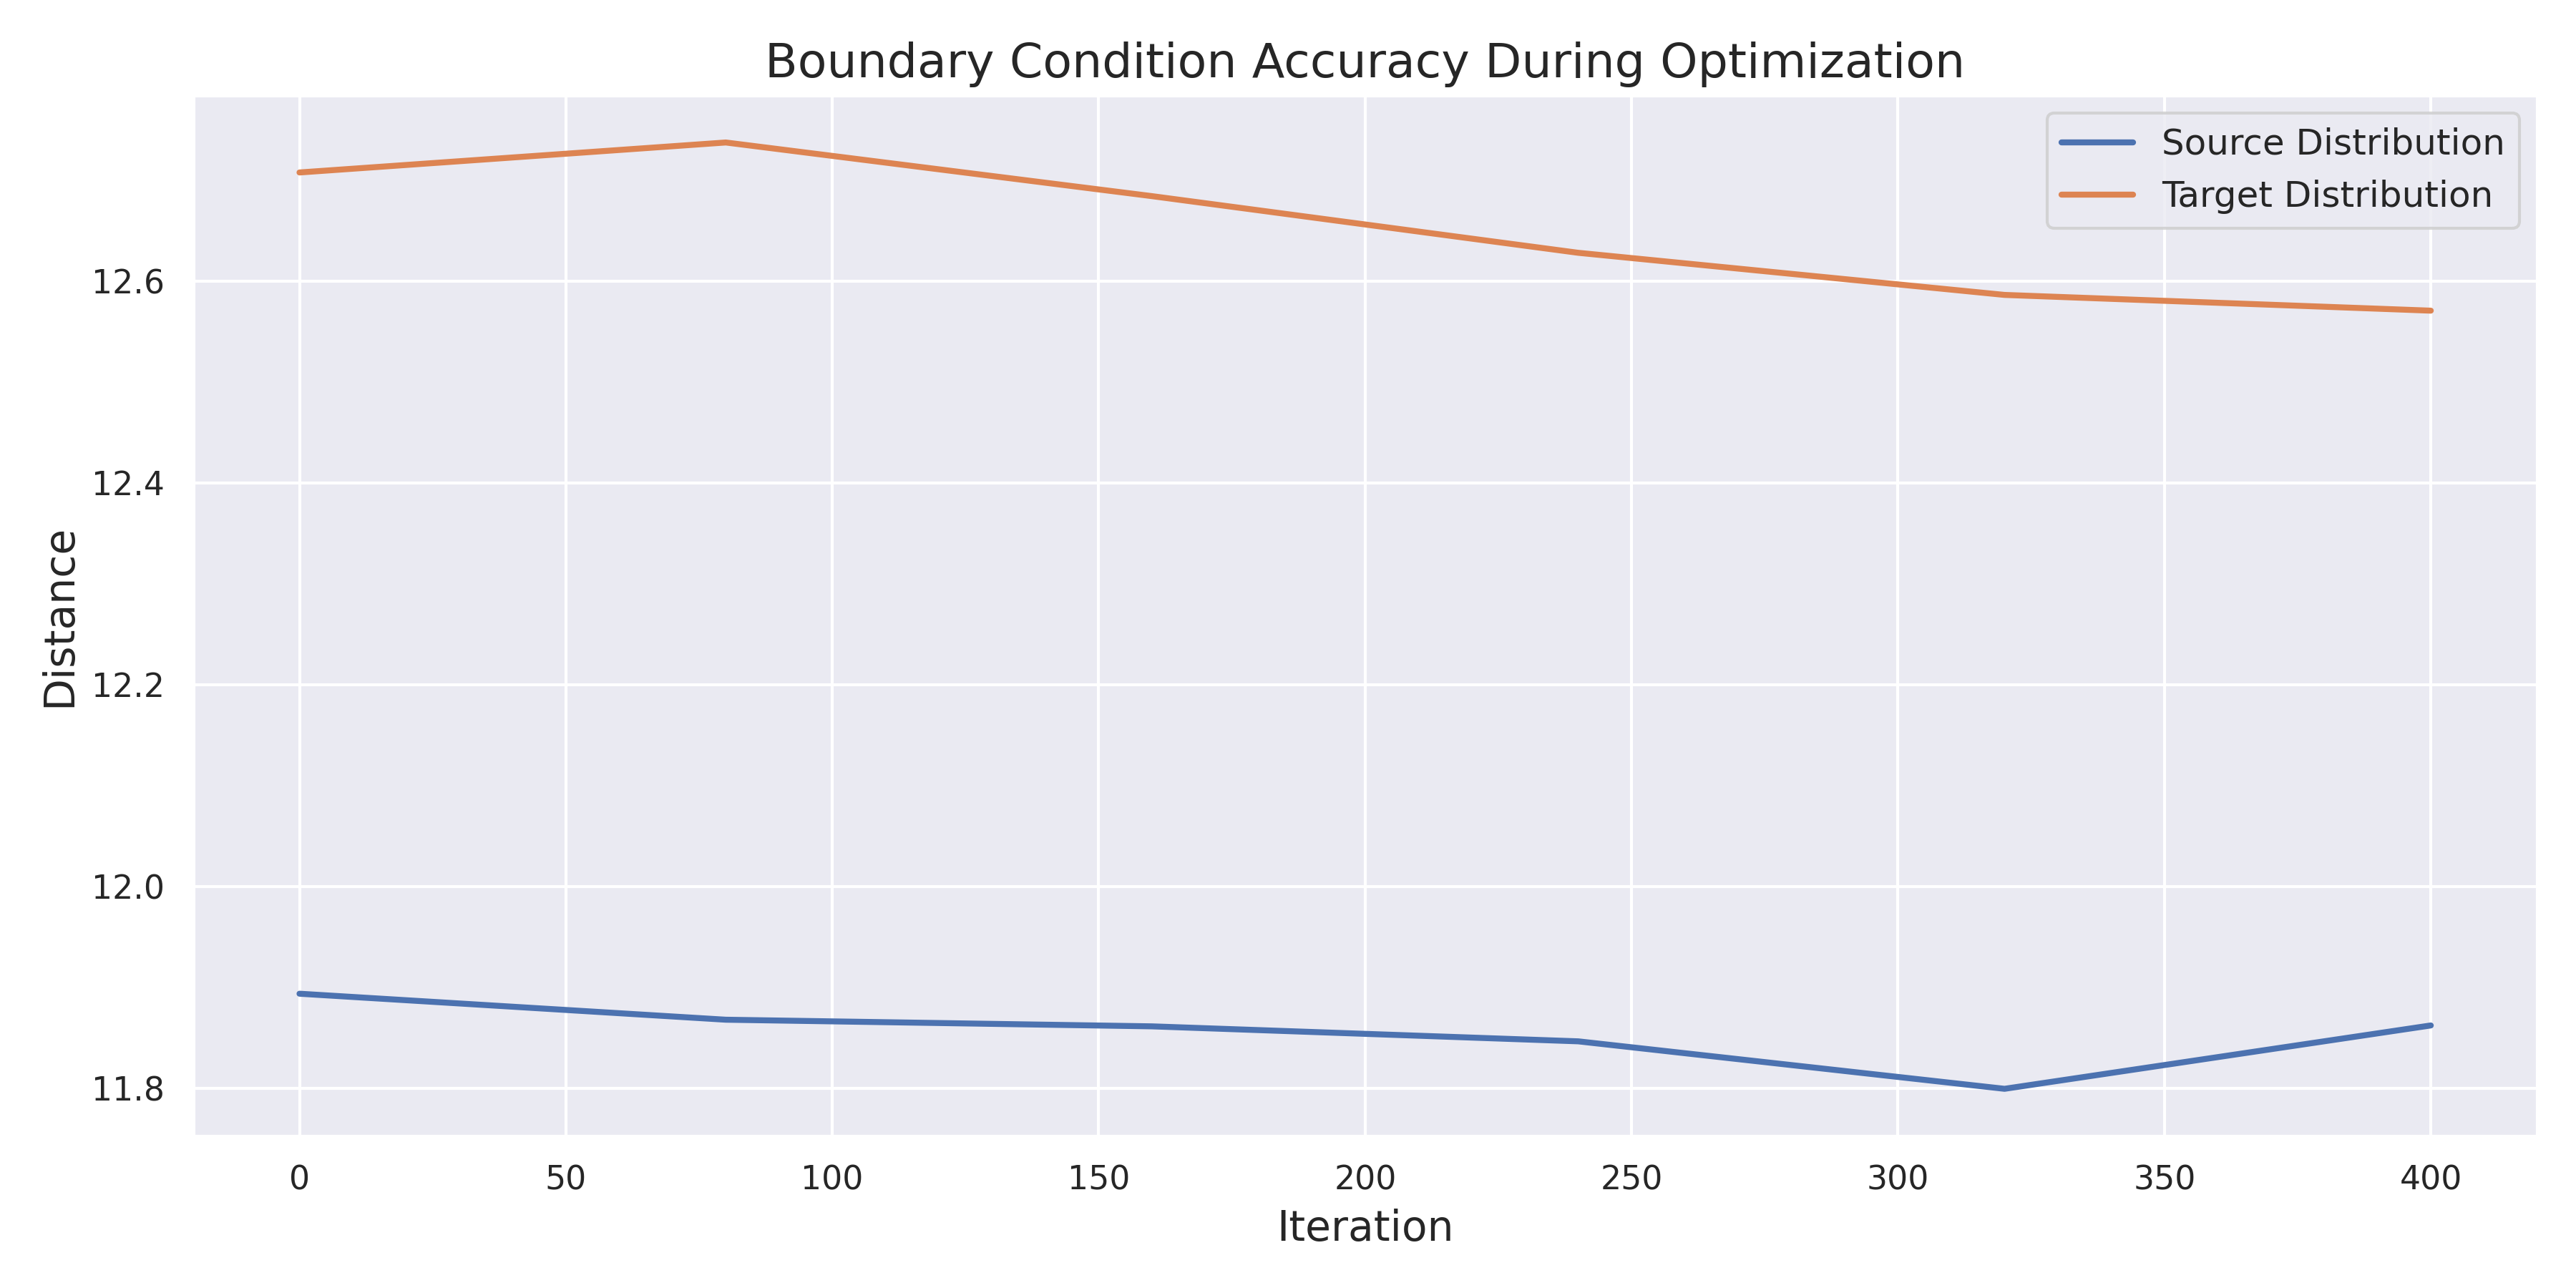 Boundary Condition Accuracy During Optimization
Source Distribution
Target Distribution
12.6
12.4
12.2
12.0
11.8
Distance
0 50 100 150 200 250 300 350 400
Iteration